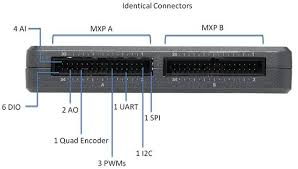 Identical Connectors
4 AI
MXP A
MXP B
A
B
6 DIO
2 AO
1 UART
1 SPI
1 Quad Encoder
1 I2C
3 PWMs